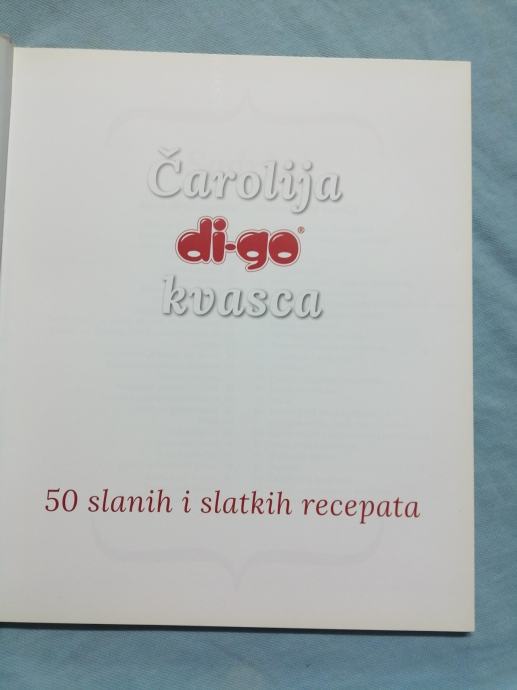 Čarolija
di-go®
kvasca
50 slanih i slatkih recepata